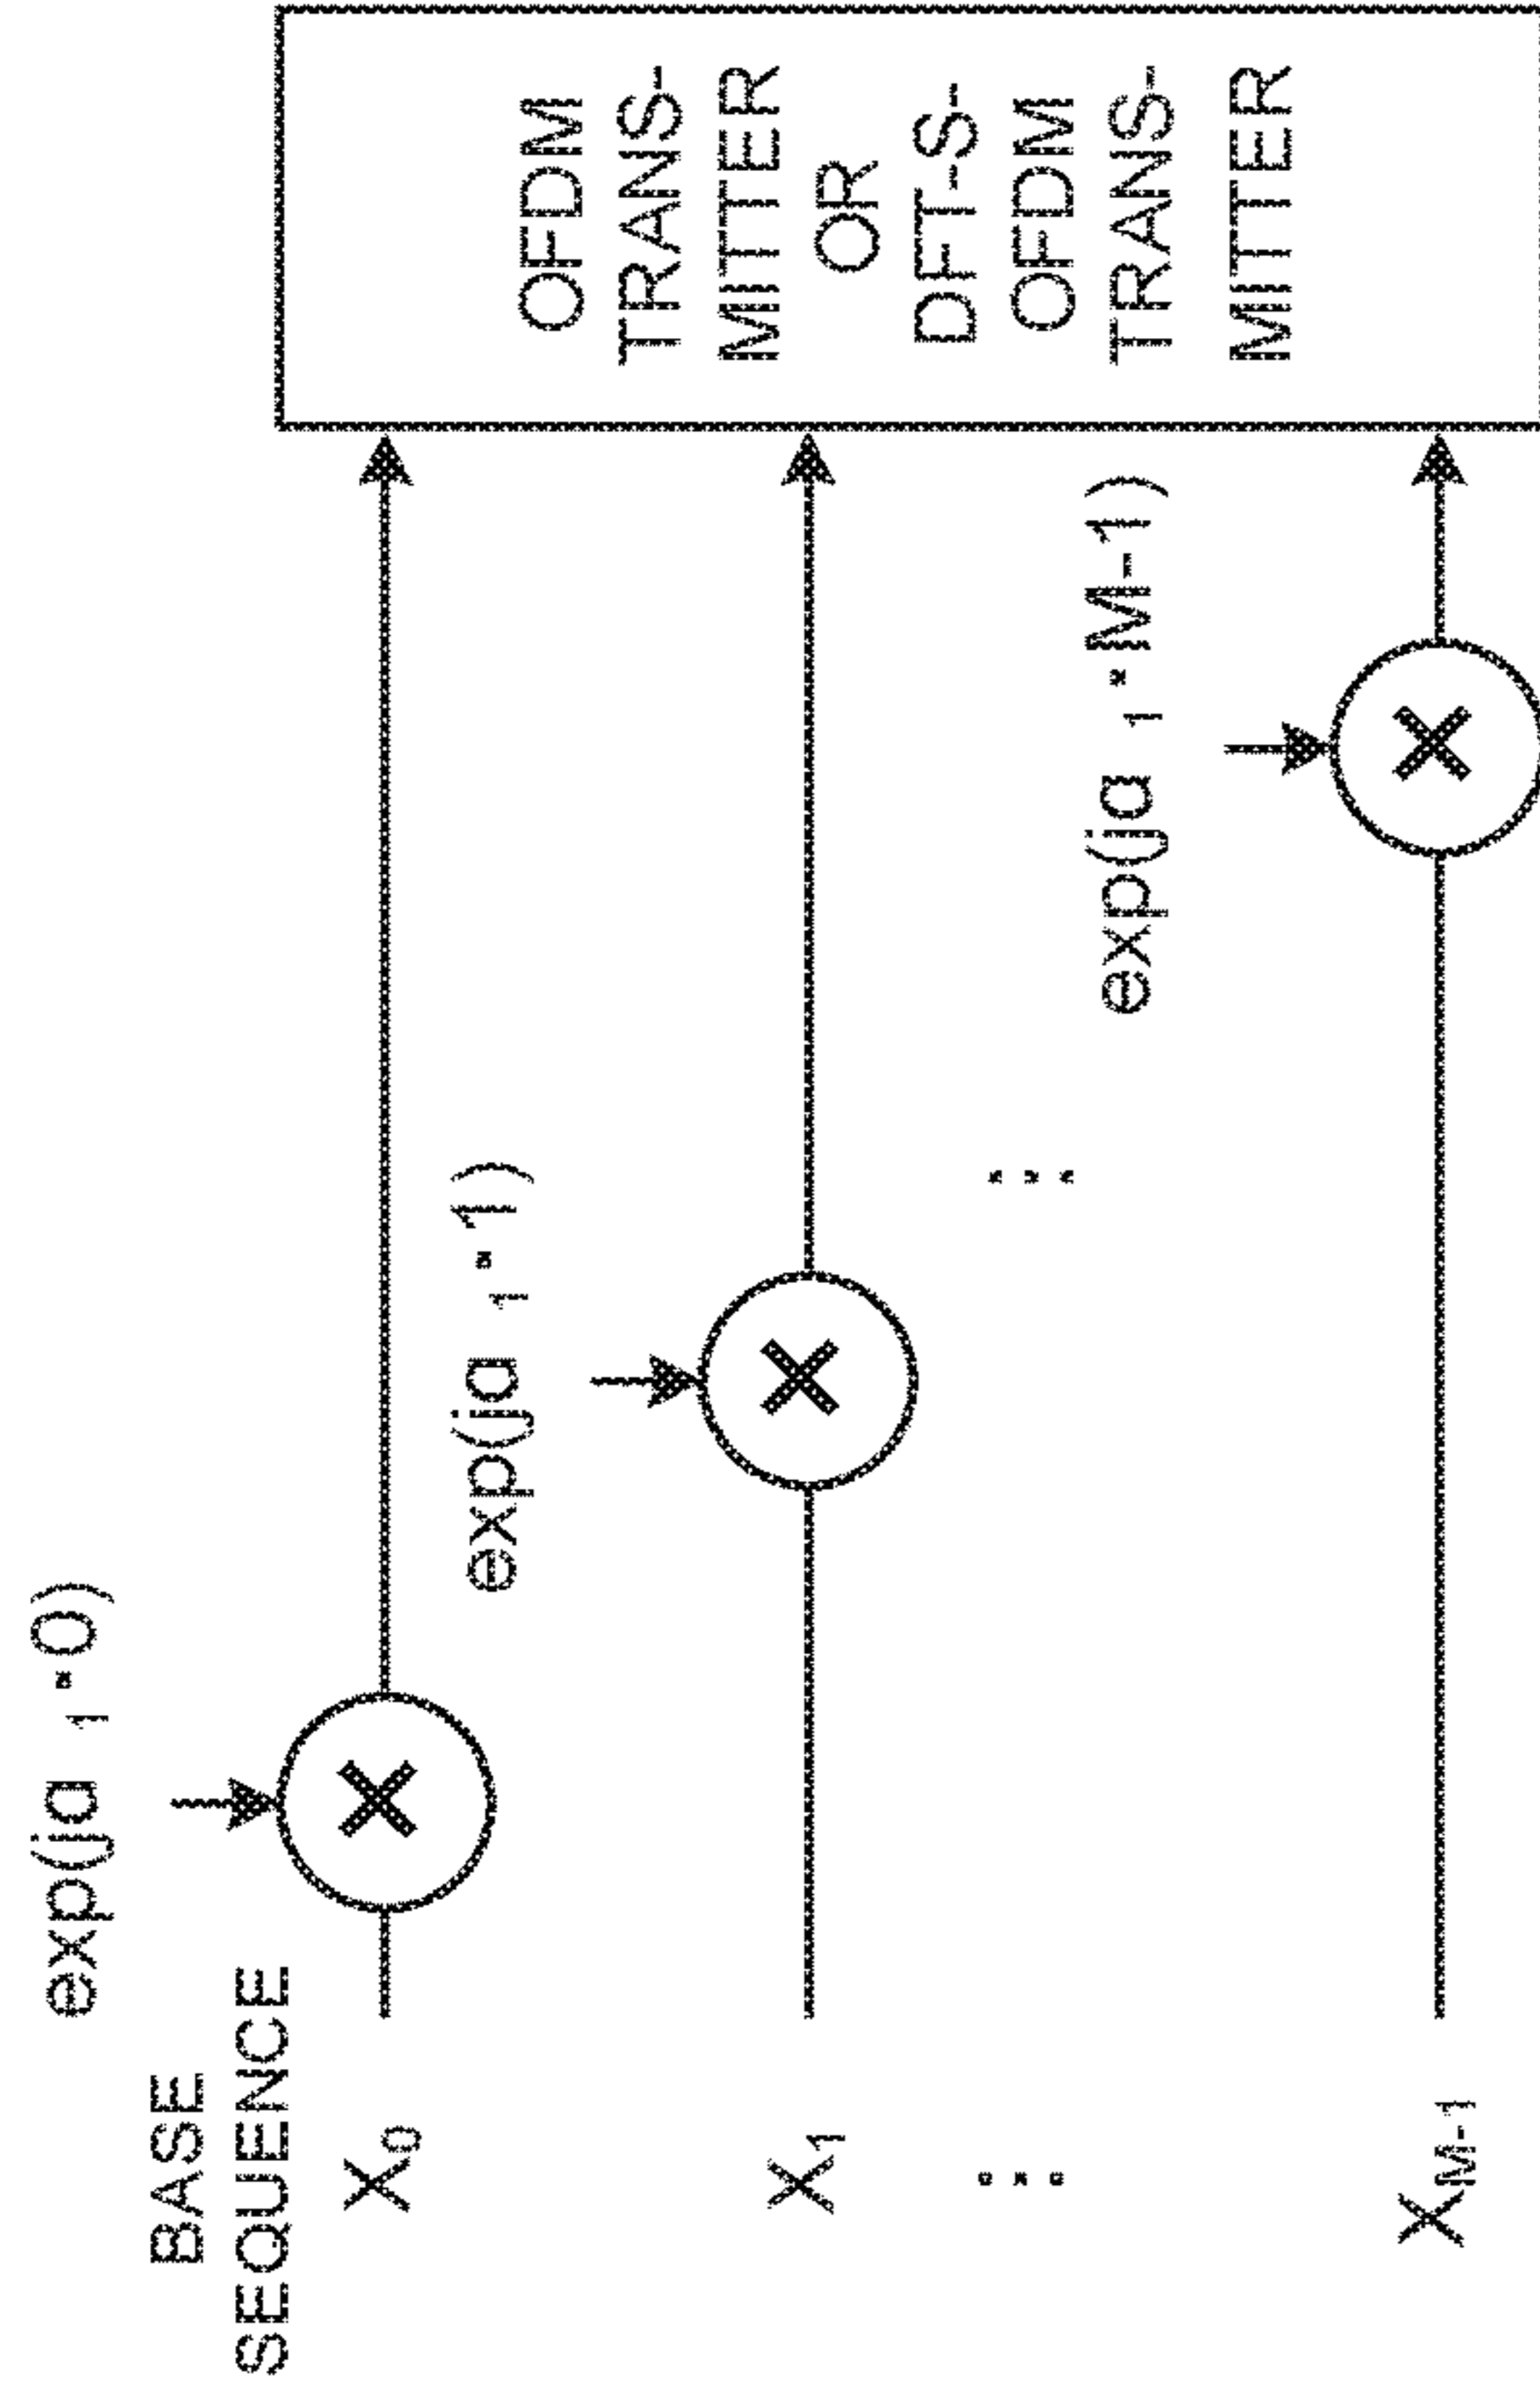 exp(jα 1*0)
BASE
SEQUENCE
X0
exp(jα 1*1)
X1
...
...
exp(jα 1*M-1)
XM-1
OFDM
TRANS-
MITTER
OR
DFT-S-
OFDM
TRANS-
MITTER